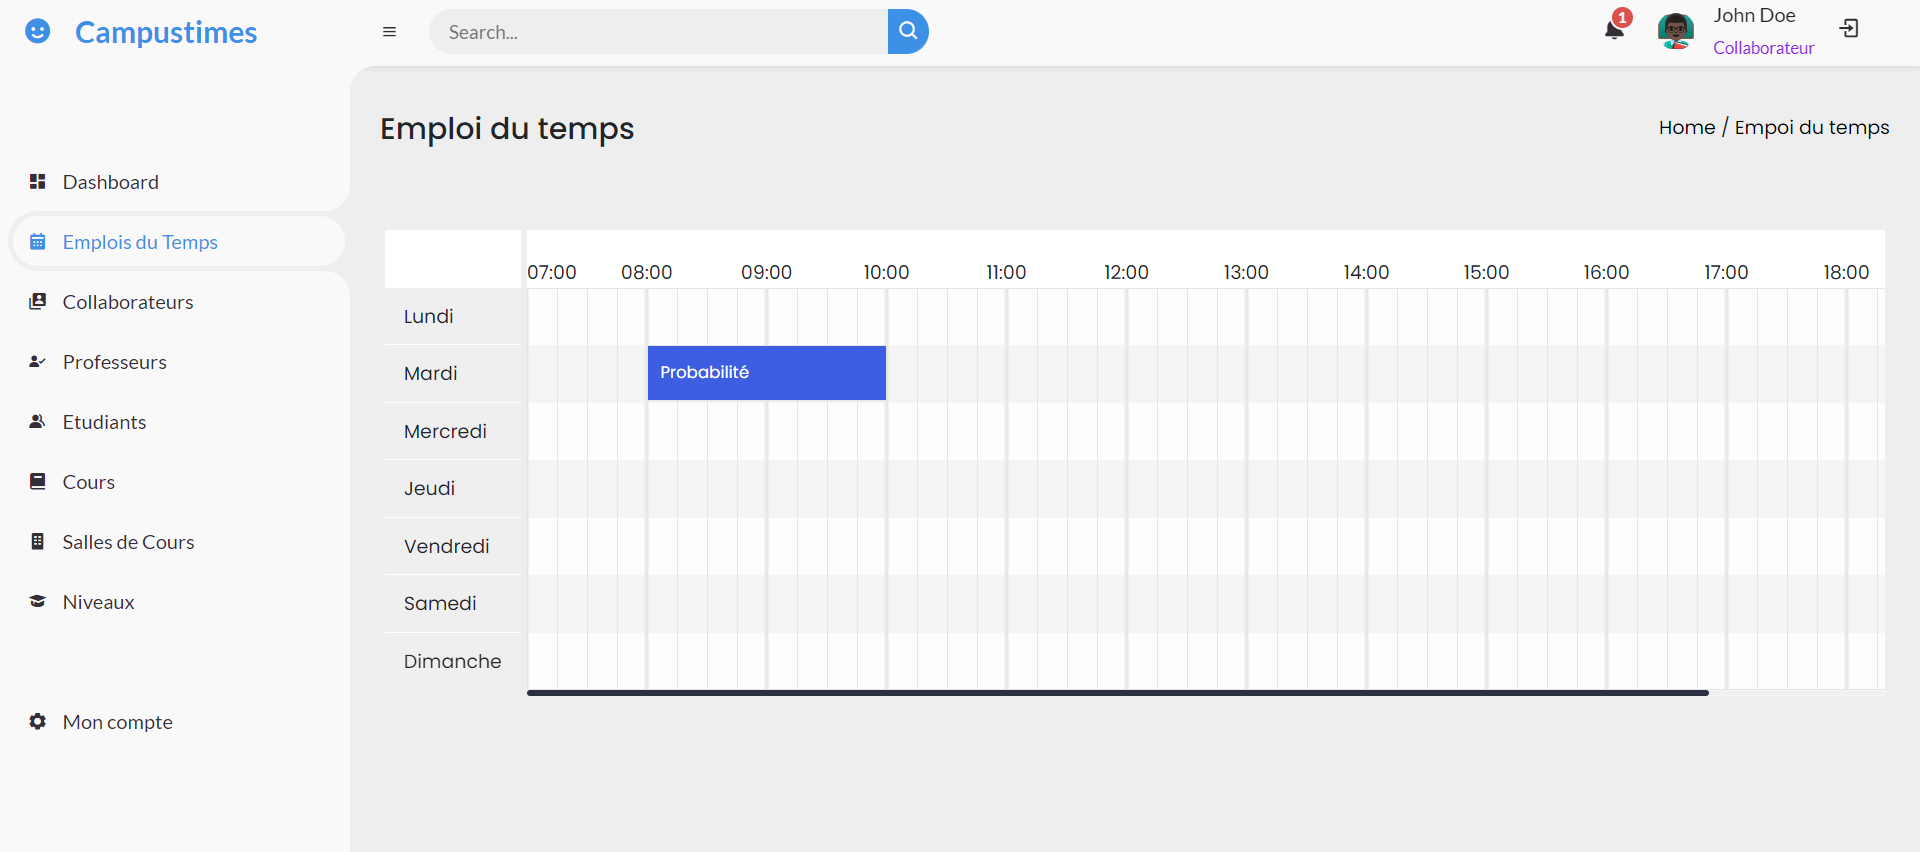 Campustimes
Search...
1
John Doe
Collaborateur
Emploi du temps
Home / Empoi du temps
Dashboard
Emplois du Temps
Collaborateurs
Professeurs
Etudiants
Cours
Salles de Cours
Niveaux
Mon compte
07:00 08:00 09:00 10:00 11:00 12:00 13:00 14:00 15:00 16:00 17:00 18:00
Lundi
Mardi
Probabilité
Mercredi
Jeudi
Vendredi
Samedi
Dimanche